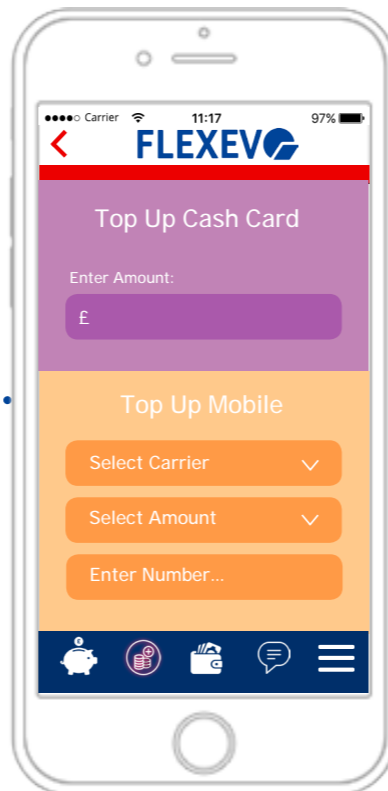 Carrier 11:17 97%
FLEXEVO
Top Up Cash Card
Enter Amount:
£
Top Up Mobile
Select Carrier
Select Amount
Enter Number...